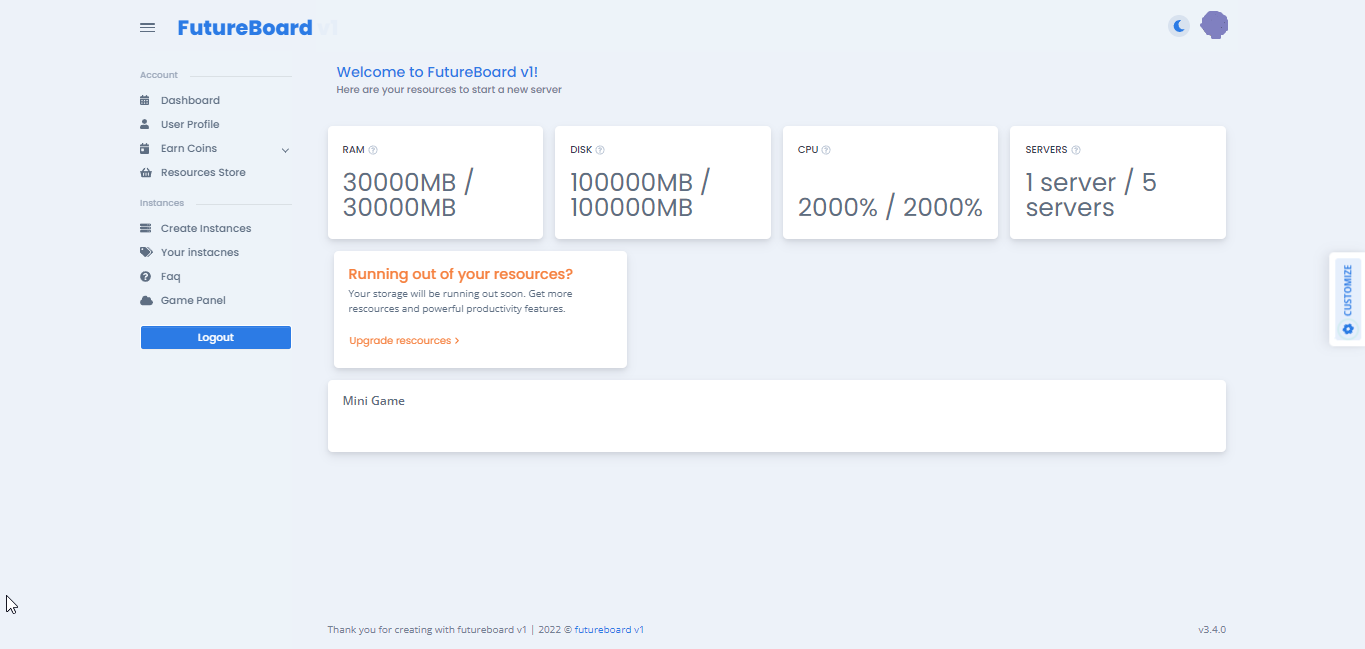 FutureBoard v1
Account
Dashboard
User Profile
Earn Coins
Resources Store
Instances
Create Instances
Your instacnes
Faq
Game Panel
Logout
Welcome to FutureBoard v1!
Here are your resources to start a new server
RAM
30000MB /
30000MB
DISK
100000MB /
100000MB
CPU
2000% / 2000%
SERVERS
1 server / 5
servers
Running out of your resources?
Your storage will be running out soon. Get more
rescources and powerful productivity features.
Upgrade rescources
Mini Game
CUSTOMIZE
Thank you for creating with futureboard v1 | 2022 © futureboard v1
v3.4.0